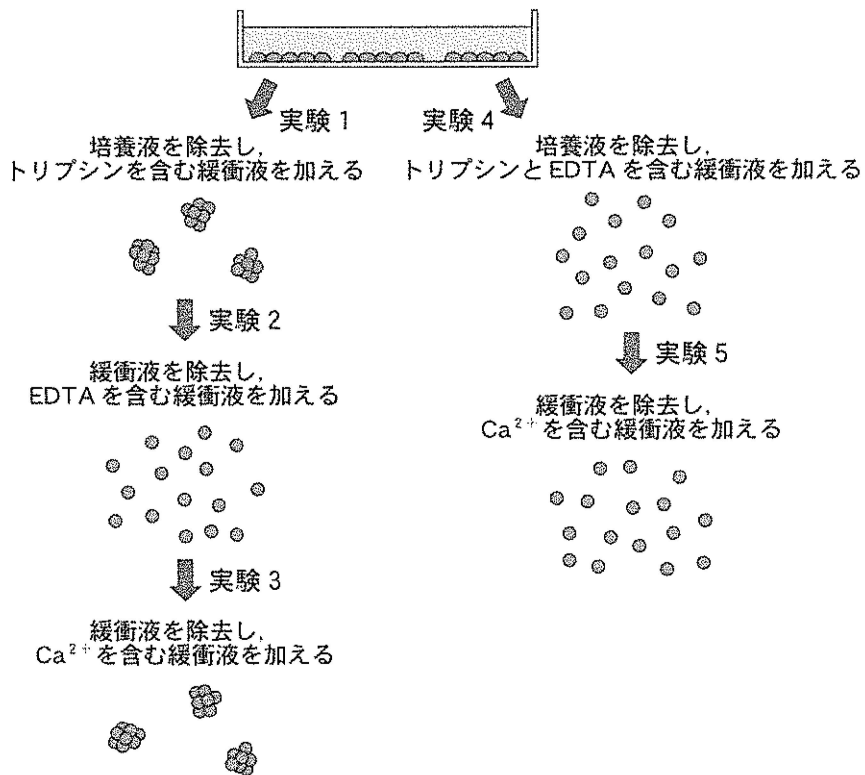 実験 1
培養液を除去し,
トリプシンを含む緩衝液を加える
実験 2
緩衝液を除去し,
EDTA を含む緩衝液を加える
実験 3
緩衝液を除去し,
Ca²⁺を含む緩衝液を加える
実験 4
培養液を除去し,
トリプシンとEDTA を含む緩衝液を加える
実験 5
緩衝液を除去し,
Ca²⁺を含む緩衝液を加える